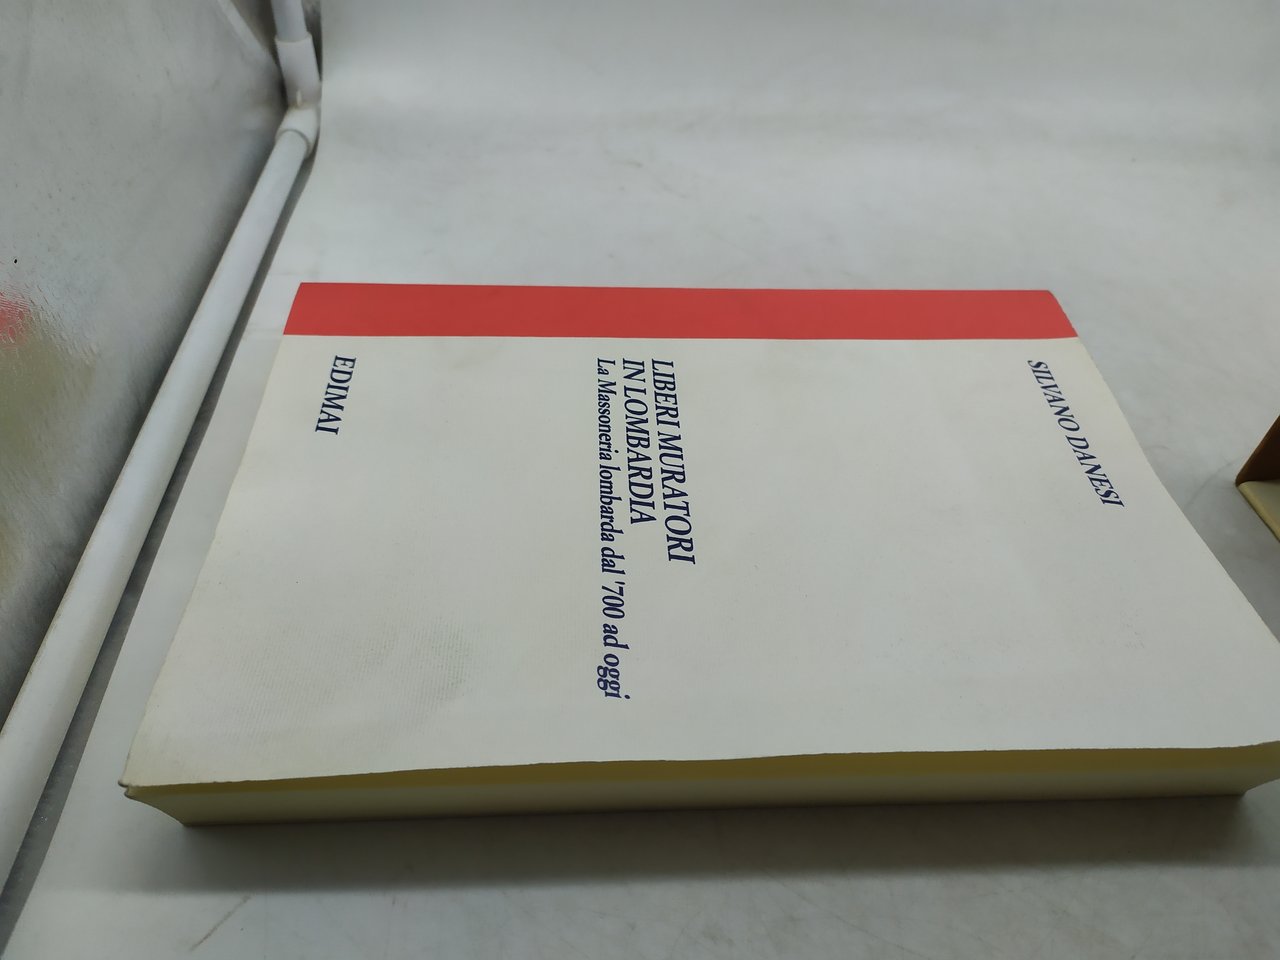 SILVANO DANESI
LIBERI MURATORI
IN LOMBARDIA
La Massoneria lombarda dal '700 ad oggi
EDIMAI